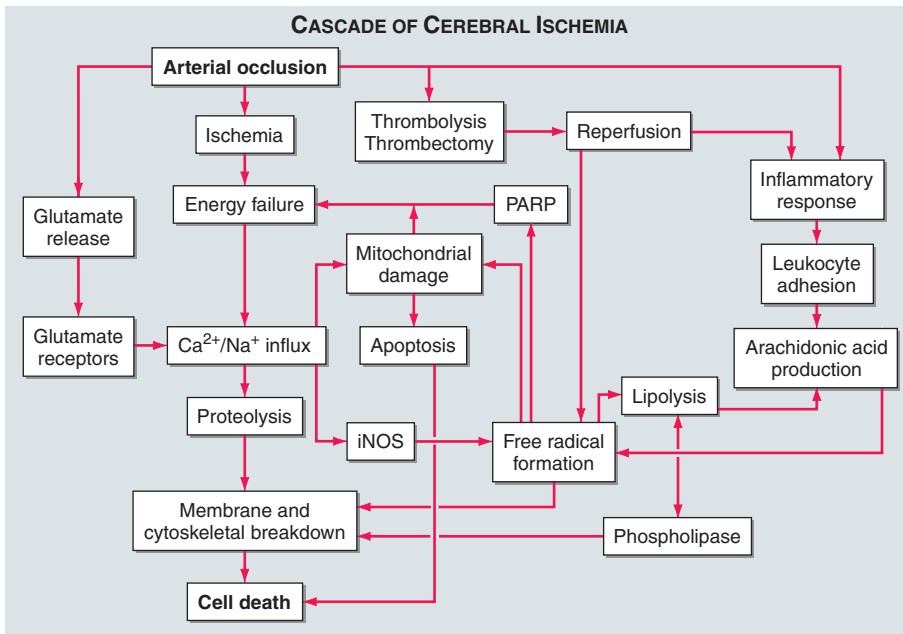 CASCADE OF CEREBRAL ISCHEMIA
Arterial occlusion
Ischemia
Thrombolysis
Thrombectomy
Reperfusion
Inflammatory
response
Glutamate
release
Energy failure
PARP
Mitochondrial
damage
Leukocyte
adhesion
Glutamate
receptors
Ca²⁺/Na⁺ influx
Apoptosis
Arachidonic acid
production
Proteolysis
iNOS
Free radical
formation
Lipolysis
Membrane and
cytoskeletal breakdown
Phospholipase
Cell death